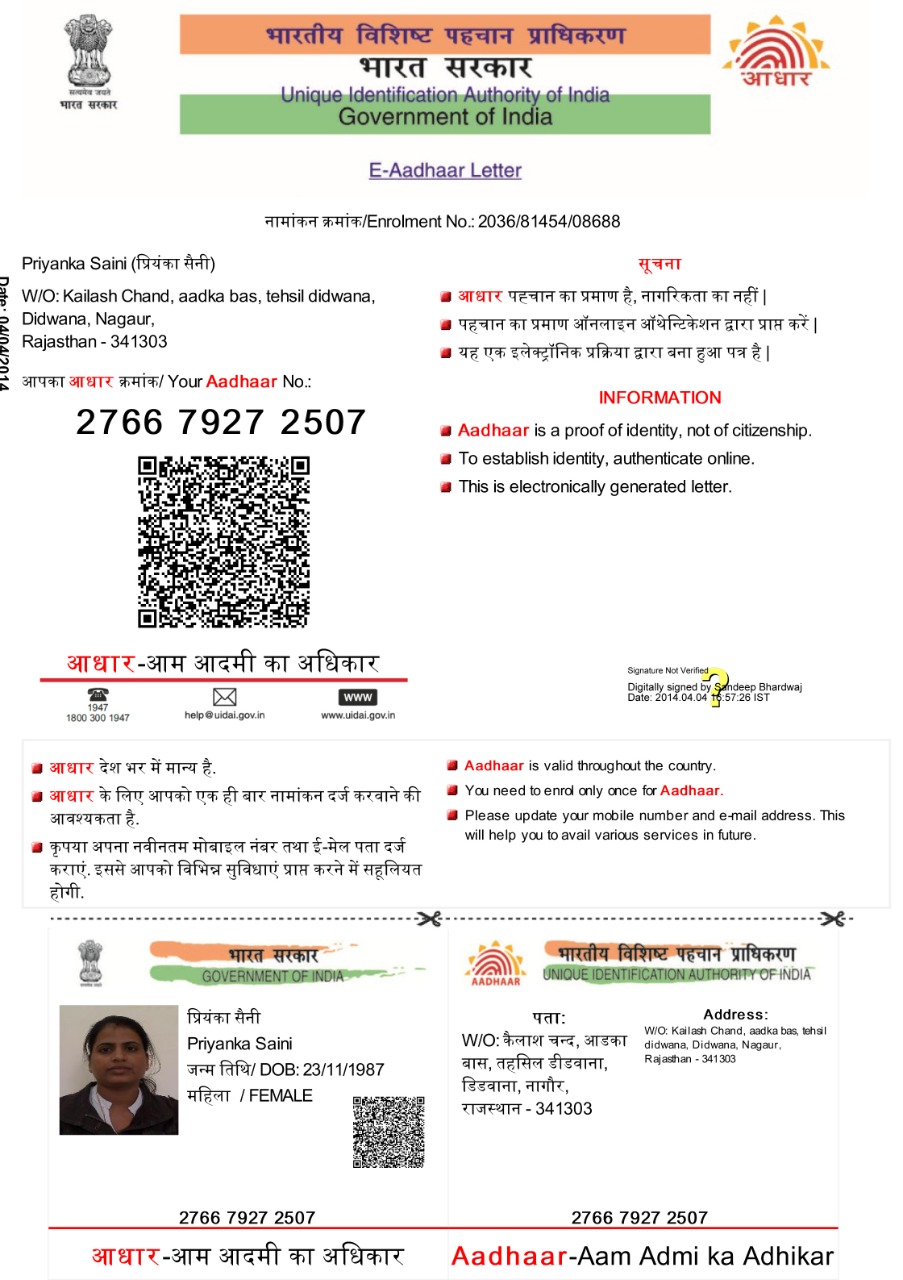 भारतीय विशिष्ट पहचान प्राधिकरण
भारत सरकार
Unique Identification Authority of India
Government of India
सत्यमेव जयते
भारत सरकार
आधार
E-Aadhaar Letter
नामांकन क्रमांक/Enrolment No.: 2036/81454/08688
Date: 04/04/2014
Priyanka Saini (प्रियंका सैनी)
W/O: Kailash Chand, aadka bas, tehsil didwana,
Didwana, Nagaur,
Rajasthan - 341303
आपका आधार क्रमांक/ Your Aadhaar No.:
2766 7927 2507
सूचना
आधार पहचान का प्रमाण है, नागरिकता का नहीं |
पहचान का प्रमाण ऑनलाइन ऑथेन्टिकेशन द्वारा प्राप्त करें |
यह एक इलेक्ट्रॉनिक प्रक्रिया द्वारा बना हुआ पत्र है |
INFORMATION
Aadhaar is a proof of identity, not of citizenship.
To establish identity, authenticate online.
This is electronically generated letter.
आधार-आम आदमी का अधिकार
1947
1800 300 1947
help@uidai.gov.in
www
www.uidai.gov.in
Signature Not Verified
Digitally signed by Sandeep Bhardwaj
Date: 2014.04.04 16:57:26 IST
आधार देश भर में मान्य है.
आधार के लिए आपको एक ही बार नामांकन दर्ज करवाने की
आवश्यकता है.
कृपया अपना नवीनतम मोबाइल नंबर तथा ई-मेल पता दर्ज
कराएं. इससे आपको विभिन्न सुविधाएं प्राप्त करने में सहूलियत
होगी.
Aadhaar is valid throughout the country.
You need to enrol only once for Aadhaar.
Please update your mobile number and e-mail address. This
will help you to avail various services in future.
भारत सरकार
GOVERNMENT OF INDIA
प्रियंका सैनी
Priyanka Saini
जन्म तिथि/ DOB: 23/11/1987
महिला / FEMALE
2766 7927 2507
आधार-आम आदमी का अधिकार
AADHAAR
भारतीय विशिष्ट पहचान प्राधिकरण
UNIQUE IDENTIFICATION AUTHORITY OF INDIA
पता:
W/O: कैलाश चन्द, आडका
बास, तहसिल डीडवाना,
डिडवाना, नागौर,
राजस्थान - 341303
Address:
W/O: Kailash Chand, aadka bas, tehsil
didwana, Didwana, Nagaur,
Rajasthan - 341303
2766 7927 2507
Aadhaar-Aam Admi ka Adhikar